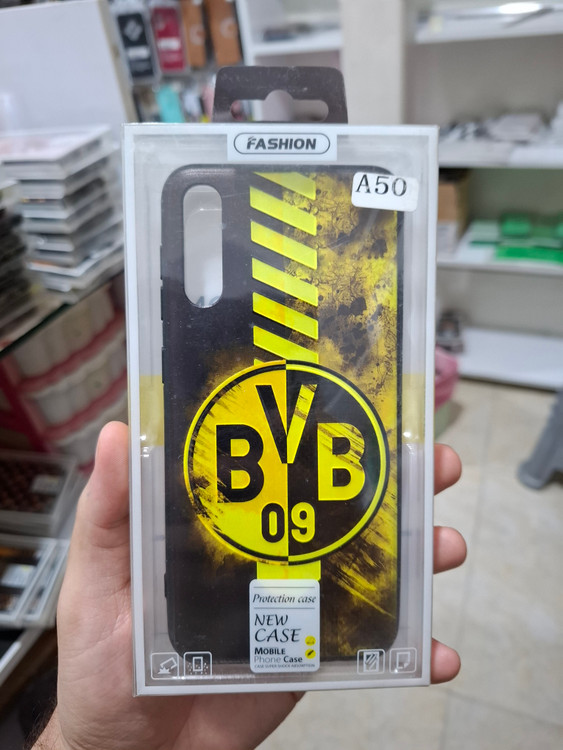 FASHION
A50
BVB
09
Protection case
NEW
CASE
MOBILE
Phone Case